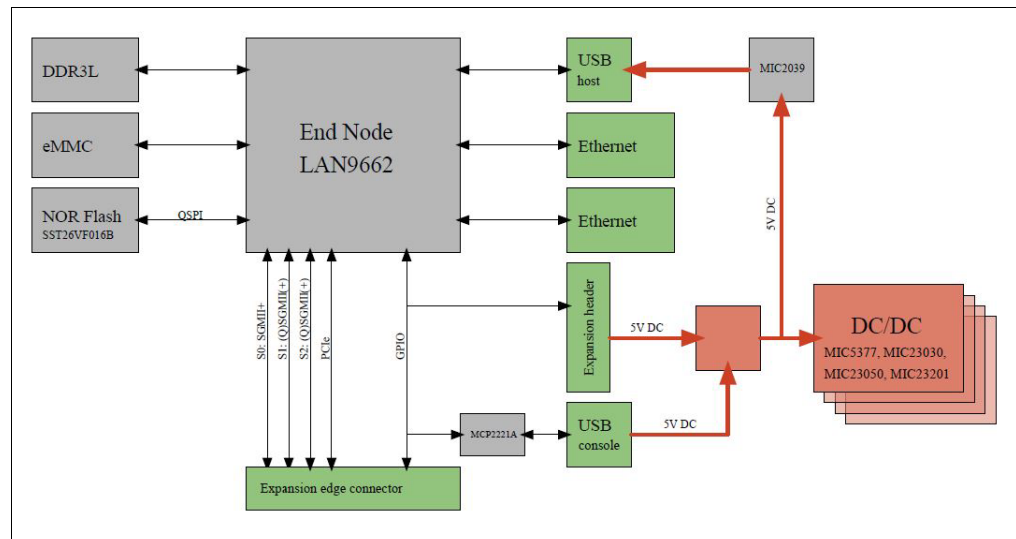 DDR3L
eMMC
NOR Flash
SST26VF016B
QSPI
End Node
LAN9662
USB
host
MIC2039
Ethernet
Ethernet
S0: SGMII+
S1: (Q)SGMII(+)
S2: (Q)SGMII(+)
PCIe
GPIO
Expansion header
5V DC
5V DC
DC/DC
MIC5377, MIC23030,
MIC23050, MIC23201
MCP2221A
USB
console
5V DC
Expansion edge connector